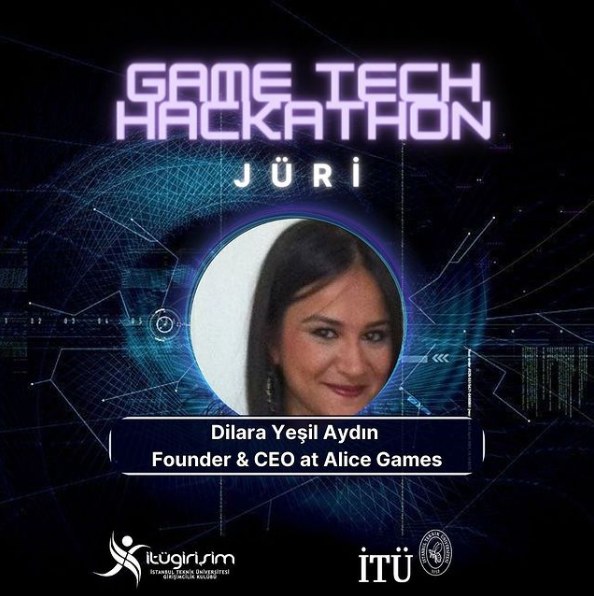 GAME TECH
HACKATHON
JÜRİ
Dilara Yeşil Aydın
Founder & CEO at Alice Games
itügirişim
İSTANBUL TEKNİK ÜNİVERSİTESİ
GİRİŞİMCİLİK KULÜBÜ
İTÜ